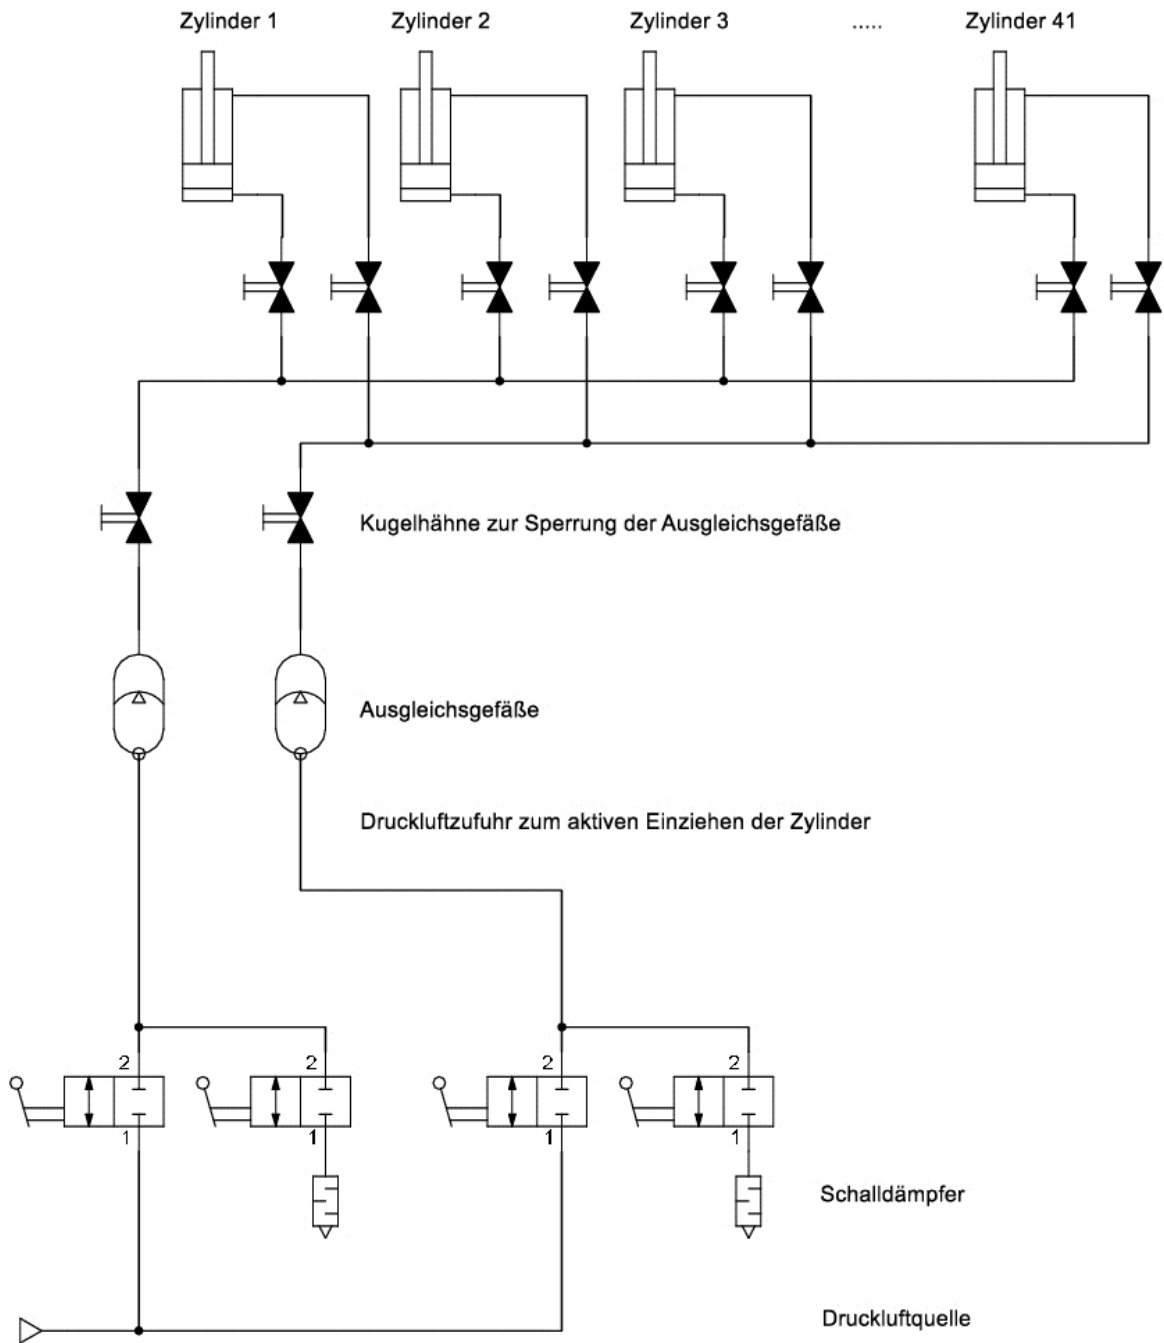 Zylinder 1 Zylinder 2 Zylinder 3 ..... Zylinder 41
Kugelhähne zur Sperrung der Ausgleichsgefäße
Ausgleichsgefäße
Druckluftzufuhr zum aktiven Einziehen der Zylinder
2 2 2 2
1 1 1 1
Schalldämpfer
Druckluftquelle